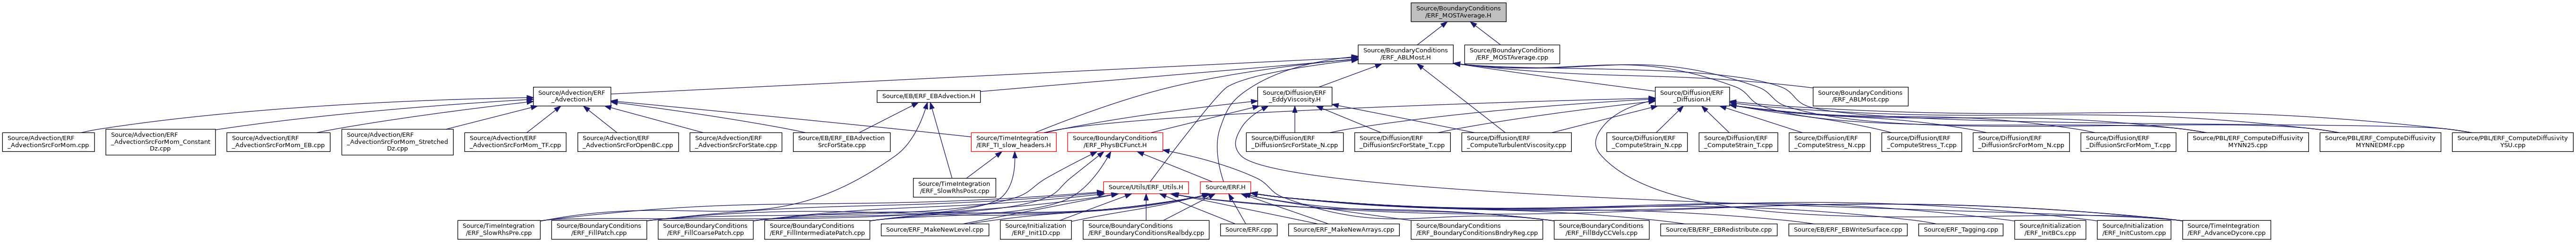 Source/BoundaryConditions
/ERF_MOSTAverage.H
Source/BoundaryConditions
/ERF_ABLMost.H
Source/BoundaryConditions
/ERF_MOSTAverage.cpp
Source/Advection/ERF
_Advection.H
Source/EB/ERF_EBAdvection.H
Source/Diffusion/ERF
_EddyViscosity.H
Source/Diffusion/ERF
_Diffusion.H
Source/BoundaryConditions
/ERF_ABLMost.cpp
Source/Advection/ERF
_AdvectionSrcForMom.cpp
Source/Advection/ERF
_AdvectionSrcForMom_Constant
Dz.cpp
Source/Advection/ERF
_AdvectionSrcForMom_EB.cpp
Source/Advection/ERF
_AdvectionSrcForMom_Stretched
Dz.cpp
Source/Advection/ERF
_AdvectionSrcForMom_TF.cpp
Source/Advection/ERF
_AdvectionSrcForOpenBC.cpp
Source/Advection/ERF
_AdvectionSrcForState.cpp
Source/EB/ERF_EBAdvection
SrcForState.cpp
Source/TimeIntegration
/ERF_TI_slow_headers.H
Source/BoundaryConditions
/ERF_PhysBCFunct.H
Source/Diffusion/ERF
_DiffusionSrcForState_N.cpp
Source/Diffusion/ERF
_DiffusionSrcForState_T.cpp
Source/Diffusion/ERF
_ComputeTurbulentViscosity.cpp
Source/Diffusion/ERF
_ComputeStrain_N.cpp
Source/Diffusion/ERF
_ComputeStrain_T.cpp
Source/Diffusion/ERF
_ComputeStress_N.cpp
Source/Diffusion/ERF
_ComputeStress_T.cpp
Source/Diffusion/ERF
_DiffusionSrcForMom_N.cpp
Source/Diffusion/ERF
_DiffusionSrcForMom_T.cpp
Source/PBL/ERF_ComputeDiffusivity
MYNN25.cpp
Source/PBL/ERF_ComputeDiffusivity
MYNNEDMF.cpp
Source/PBL/ERF_ComputeDiffusivity
YSU.cpp
Source/TimeIntegration
/ERF_SlowRhsPost.cpp
Source/Utils/ERF_Utils.H
Source/ERF.H
Source/TimeIntegration
/ERF_SlowRhsPre.cpp
Source/BoundaryConditions
/ERF_FillPatch.cpp
Source/BoundaryConditions
/ERF_FillCoarsePatch.cpp
Source/BoundaryConditions
/ERF_FillIntermediatePatch.cpp
Source/ERF_MakeNewLevel.cpp
Source/Initialization
/ERF_Init1D.cpp
Source/BoundaryConditions
/ERF_BoundaryConditionsRealbdy.cpp
Source/ERF.cpp
Source/ERF_MakeNewArrays.cpp
Source/BoundaryConditions
/ERF_BoundaryConditionsBndryReg.cpp
Source/BoundaryConditions
/ERF_FillBdyCCVels.cpp
Source/EB/ERF_EBRedistribute.cpp
Source/EB/ERF_EBWriteSurface.cpp
Source/ERF_Tagging.cpp
Source/Initialization
/ERF_InitBCs.cpp
Source/Initialization
/ERF_InitCustom.cpp
Source/TimeIntegration
/ERF_AdvanceDycore.cpp